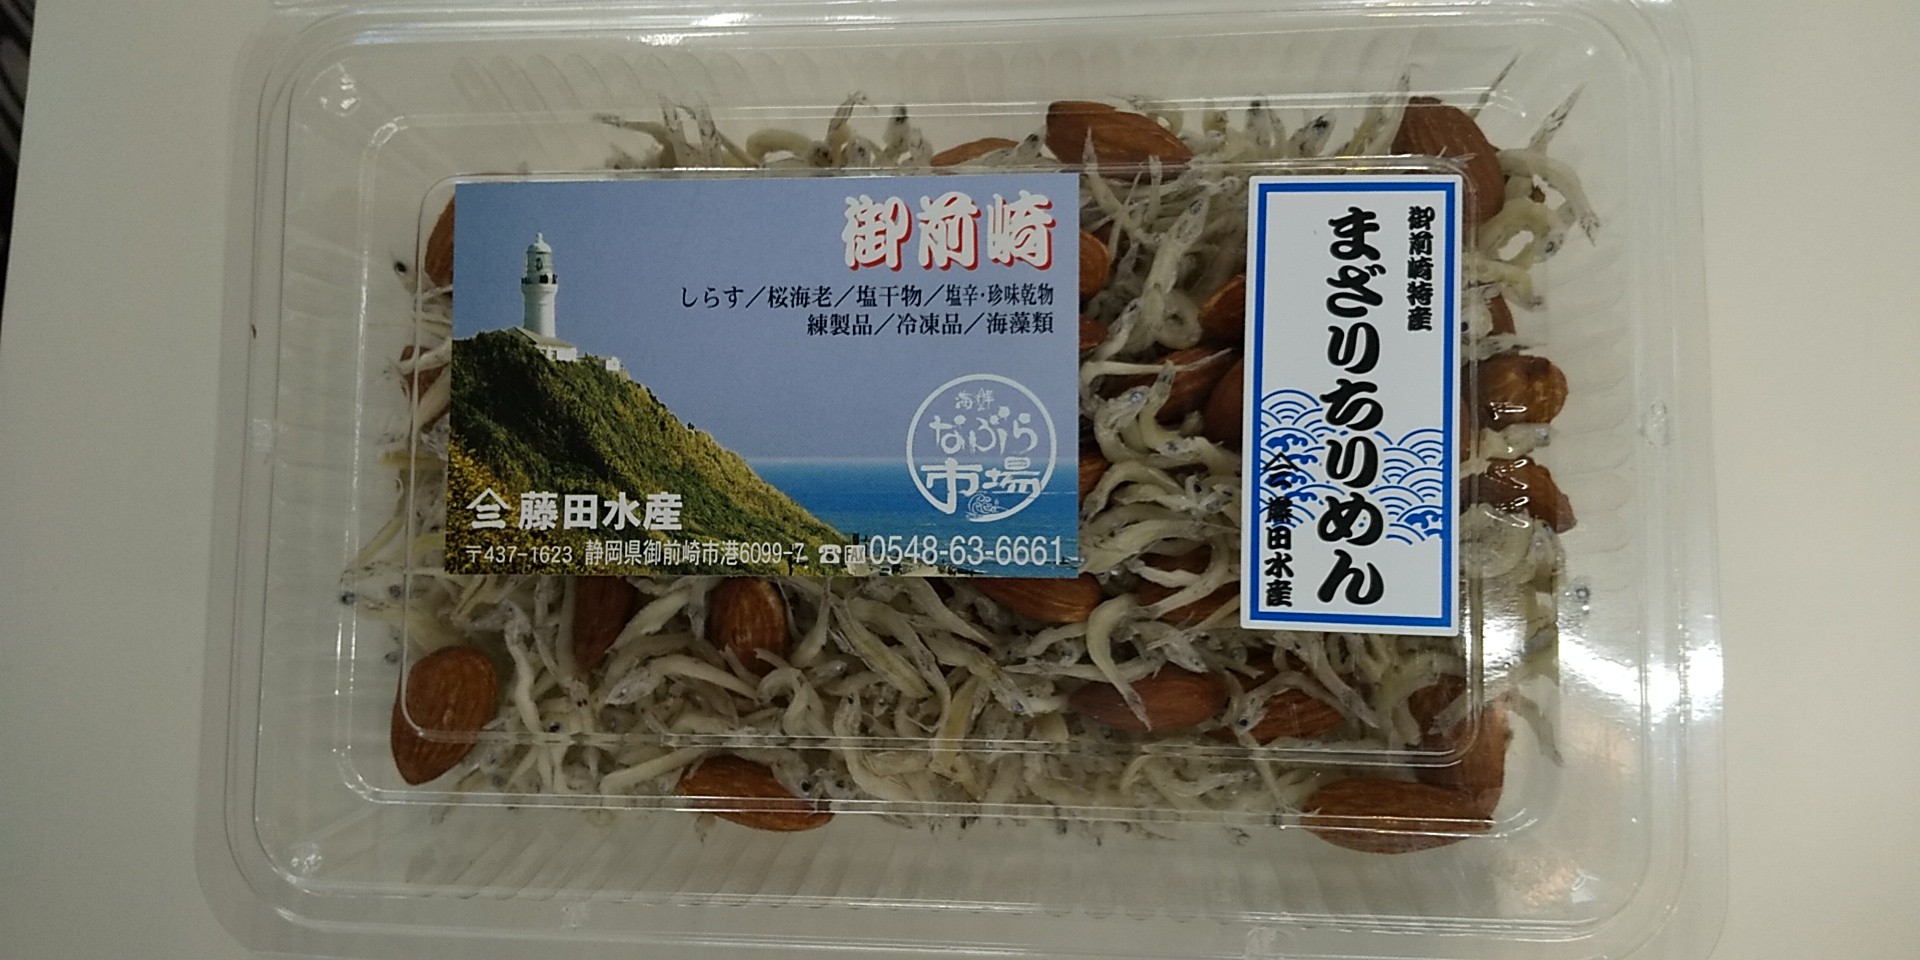 御前崎
しらす／桜海老／塩干物／塩辛・珍味乾物
練製品／冷凍品／海藻類
海鮮
なぶら
市場
藤田水産
〒437-1623 静岡県御前崎市港6099-7 ☎FAX0548-63-6661
御前崎特産
まざりちりめん
藤田水産